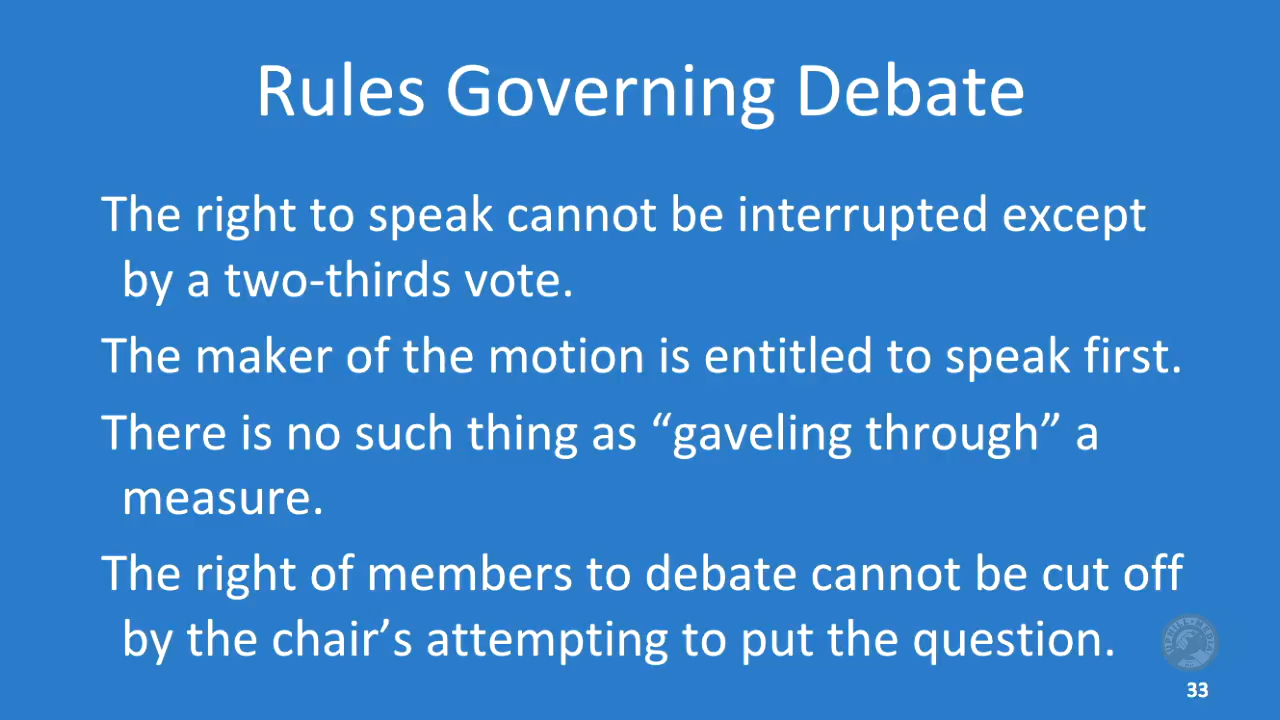 Rules Governing Debate
The right to speak cannot be interrupted except
by a two-thirds vote.
The maker of the motion is entitled to speak first.
There is no such thing as “gaveling through” a
measure.
The right of members to debate cannot be cut off
by the chair’s attempting to put the question.
33